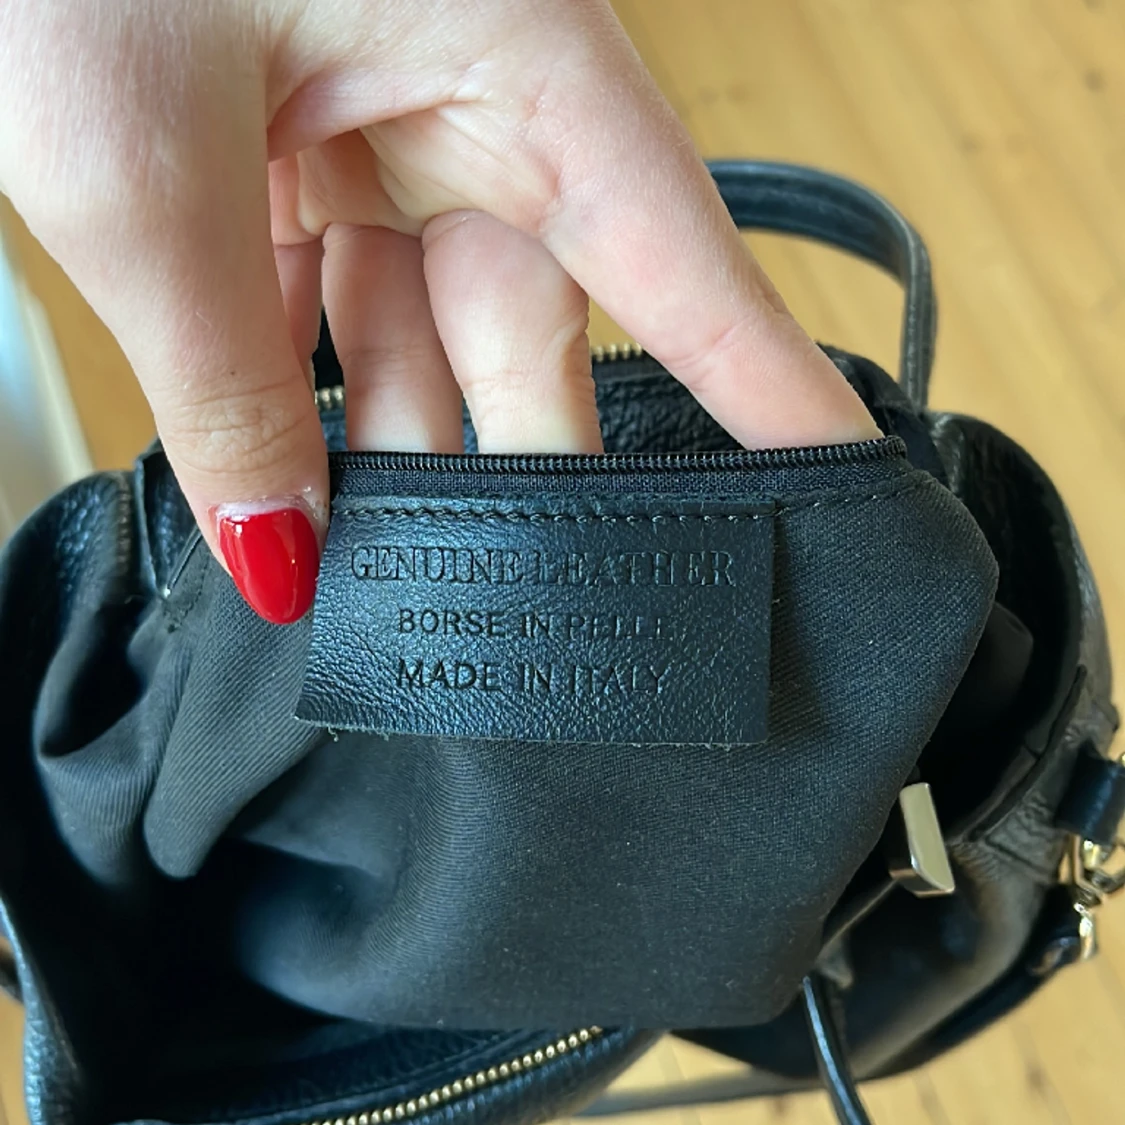 GENUINE LEATHER
BORSE IN PELLE
MADE IN ITALY